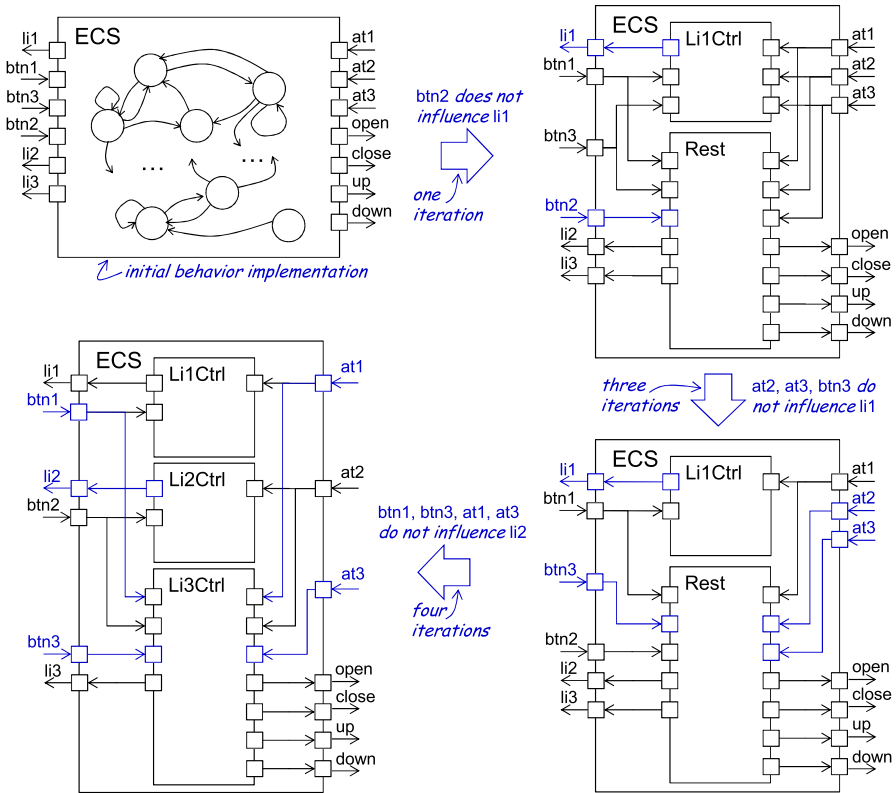 ECS
li1
btn1
btn3
btn2
li2
li3
at1
at2
at3
open
close
up
down
...
...
initial behavior implementation
btn2 does not
influence li1
one
iteration
ECS
Li1Ctrl
Rest
li1
btn1
btn3
btn2
li2
li3
at1
at2
at3
open
close
up
down
three
iterations
at2, at3, btn3 do
not influence li1
ECS
Li1Ctrl
Rest
li1
btn1
btn3
btn2
li2
li3
at1
at2
at3
open
close
up
down
btn1, btn3, at1, at3
do not influence li2
four
iterations
ECS
Li1Ctrl
Li2Ctrl
Li3Ctrl
li1
btn1
li2
btn2
btn3
li3
at1
at2
at3
open
close
up
down